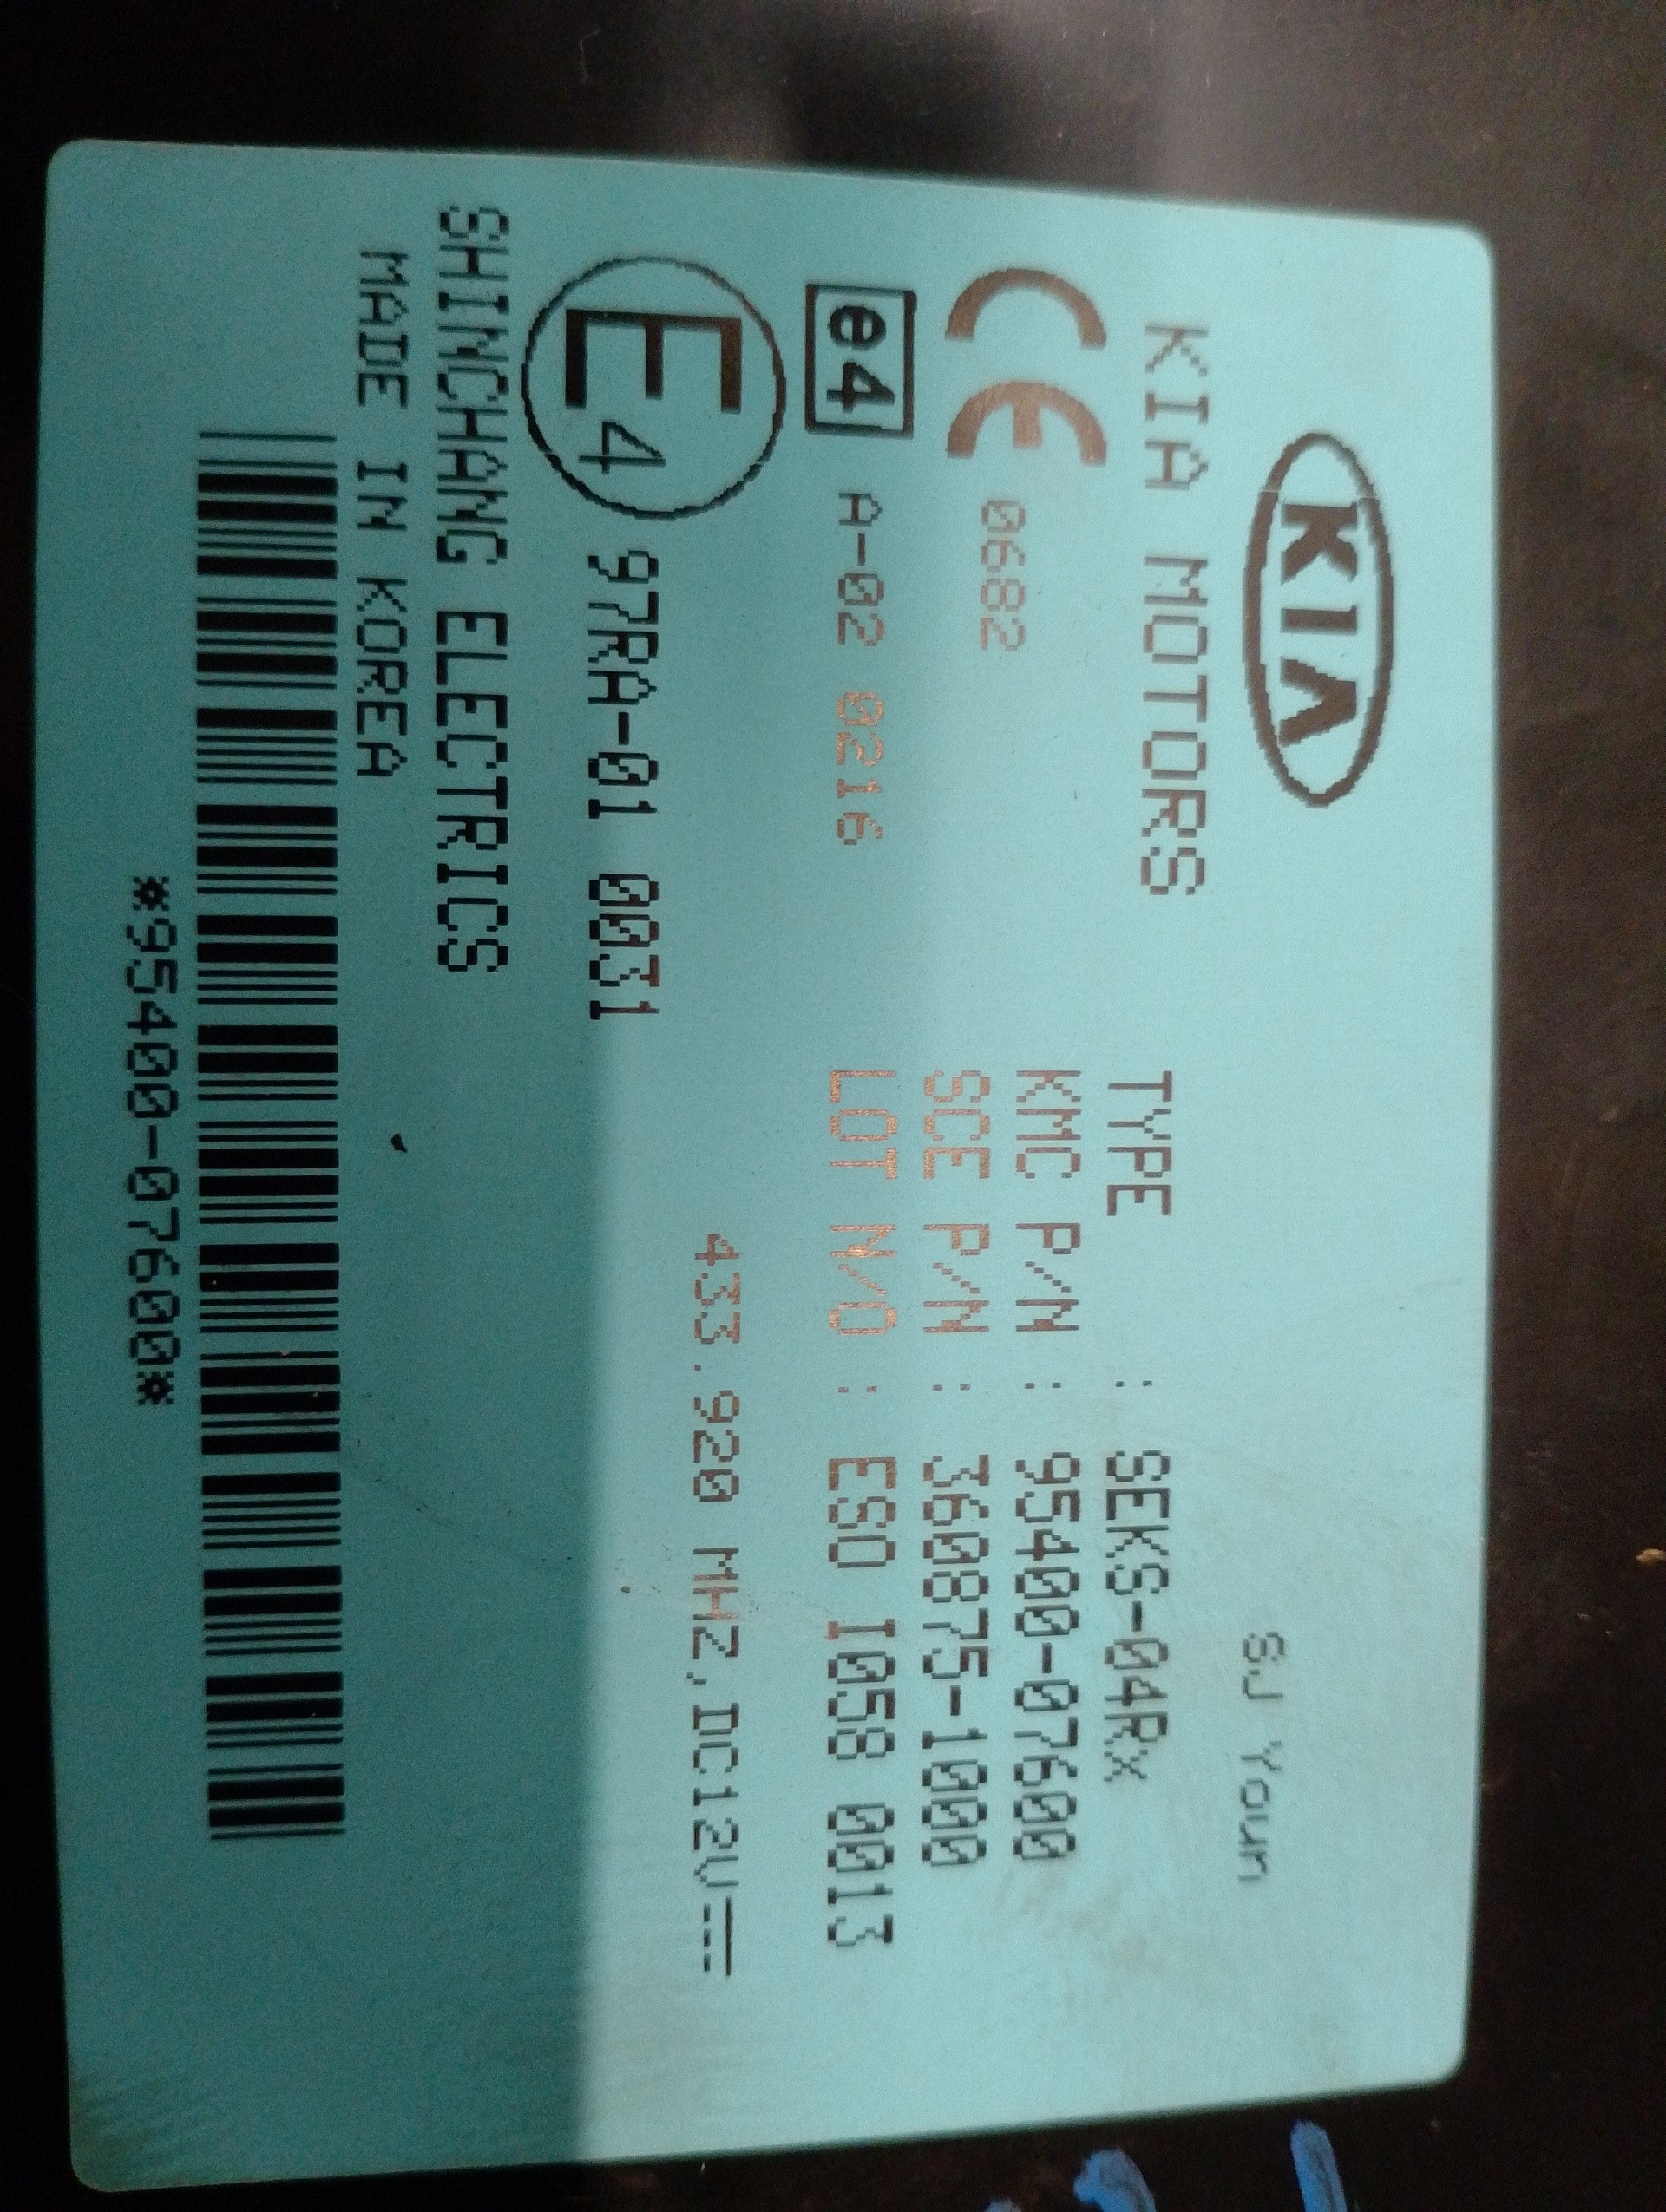 KIA
SJ Youn
KIA MOTORS
TYPE : SEKS-04Rx
KMC P/N : 95400-07600
SCE P/N : 360875-1000
LOT N/O : ESO I058 0013
CE 0682
e4 A-02 0216
433.920 MHZ,DC12V
E4 97RA-01 0031
SHINCHANG ELECTRICS
MADE IN KOREA
*95400-07600*